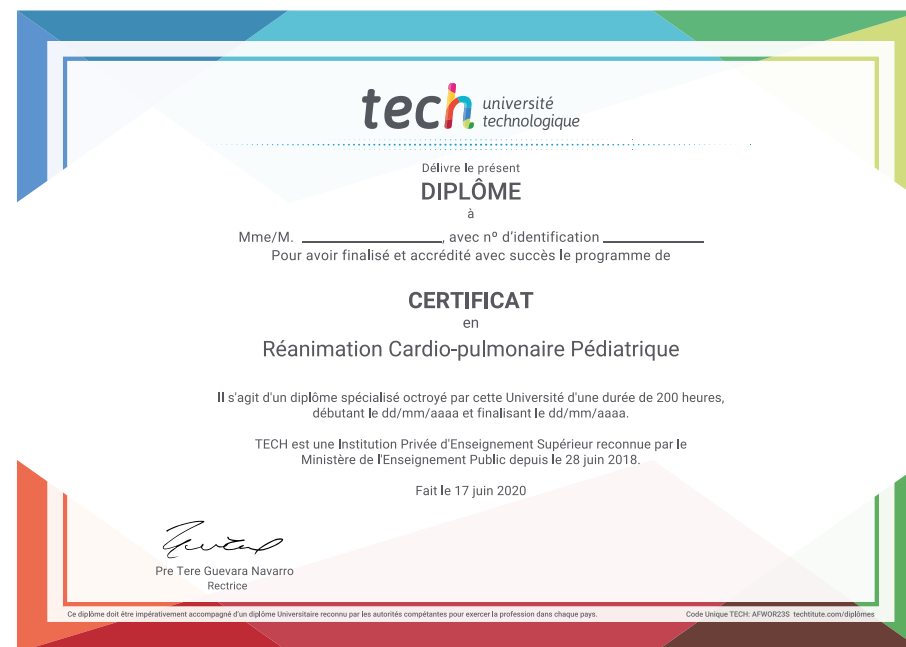 tech université
technologique
Délivre le présent
DIPLÔME
à
Mme/M. ____________________, avec nº d'identification ______________
Pour avoir finalisé et accrédité avec succès le programme de
CERTIFICAT
en
Réanimation Cardio-pulmonaire Pédiatrique
Il s'agit d'un diplôme spécialisé octroyé par cette Université d'une durée de 200 heures,
débutant le dd/mm/aaaa et finalisant le dd/mm/aaaa.
TECH est une Institution Privée d'Enseignement Supérieur reconnue par le
Ministère de l'Enseignement Public depuis le 28 juin 2018.
Fait le 17 juin 2020
Pre Tere Guevara Navarro
Rectrice
Ce diplôme doit être impérativement accompagné d'un diplôme Universitaire reconnu par les autorités compétantes pour exercer la profession dans chaque pays.
Code Unique TECH: AFWOR23S techtitute.com/diplômes